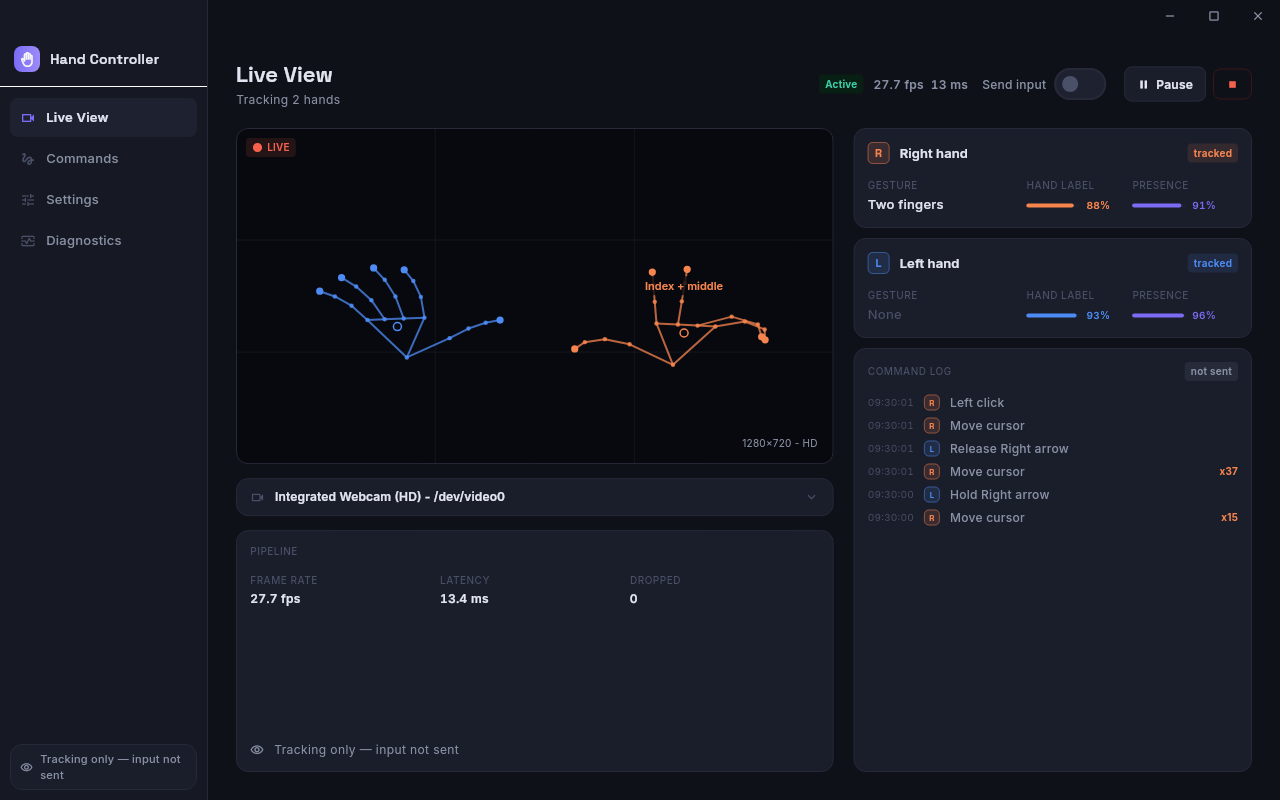 Hand Controller
Live View
Commands
Settings
Diagnostics
Tracking only — input not
sent
Live View
Tracking 2 hands
Active
27.7 fps 13 ms
Send input
Pause
LIVE
Index + middle
1280×720 - HD
Integrated Webcam (HD) - /dev/video0
PIPELINE
FRAME RATE LATENCY DROPPED
27.7 fps 13.4 ms 0
Tracking only — input not sent
R Right hand tracked
GESTURE HAND LABEL PRESENCE
Two fingers 88% 91%
L Left hand tracked
GESTURE HAND LABEL PRESENCE
None 93% 96%
COMMAND LOG not sent
09:30:01 R Left click
09:30:01 R Move cursor
09:30:01 L Release Right arrow
09:30:01 R Move cursor x37
09:30:00 L Hold Right arrow
09:30:00 R Move cursor x15